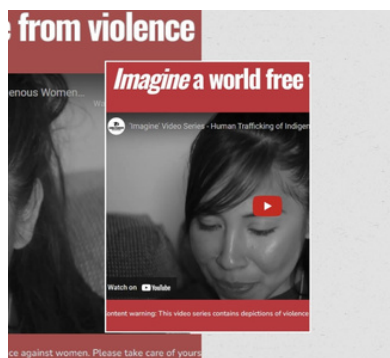 from violence
enous Women...
Imagine a world free
'Imagine' Video Series - Human Trafficking of Indigen
Watch on YouTube
ontent warning: This video series contains depictions of violence
ce against women. Please take care of yours